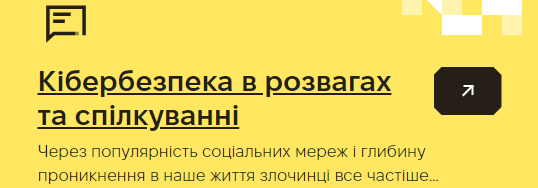 Кібербезпека в розвагах
та спілкуванні
Через популярність соціальних мереж і глибину
проникнення в наше життя злочинці все частіше...